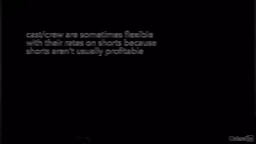 cast/crew are sometimes flexible
with their rates on shorts because
shorts aren't usually profitable